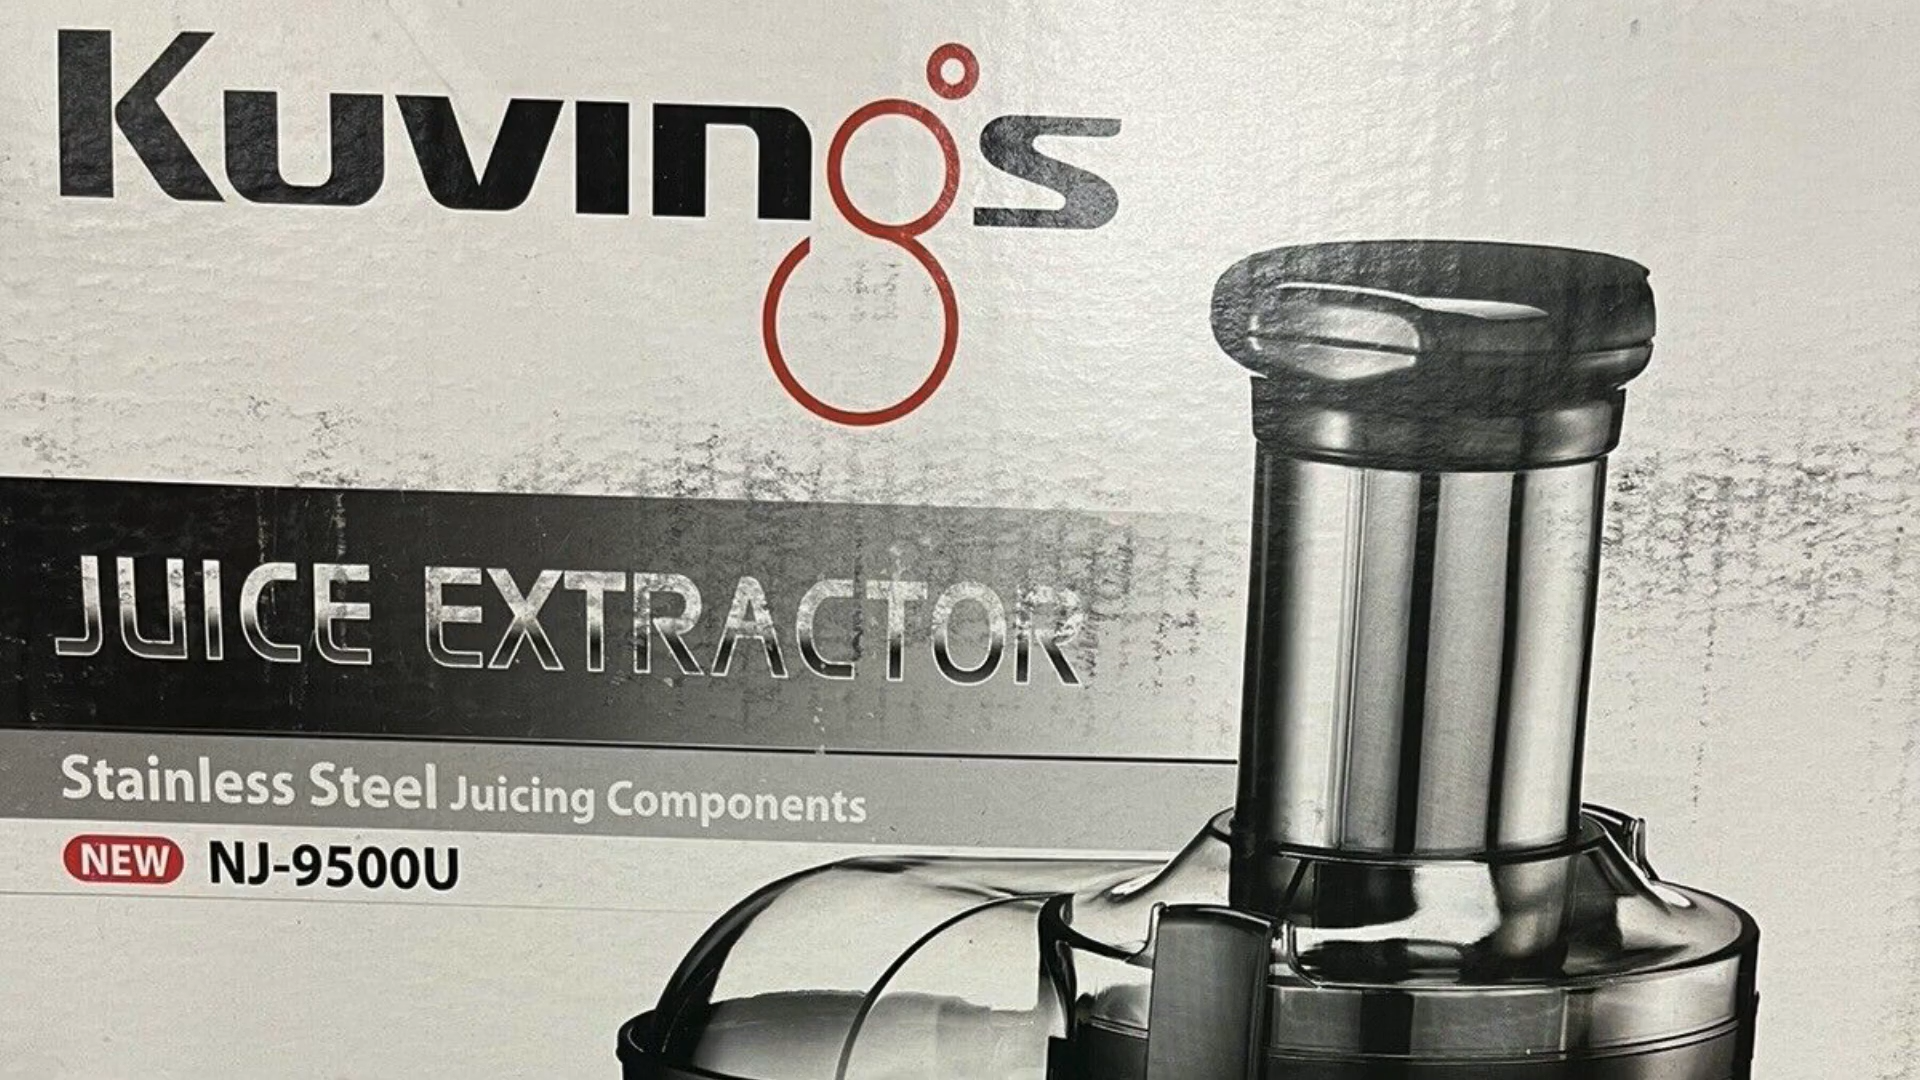 Kuvings
JUICE EXTRACTOR
Stainless Steel Juicing Components
NEW NJ-9500U